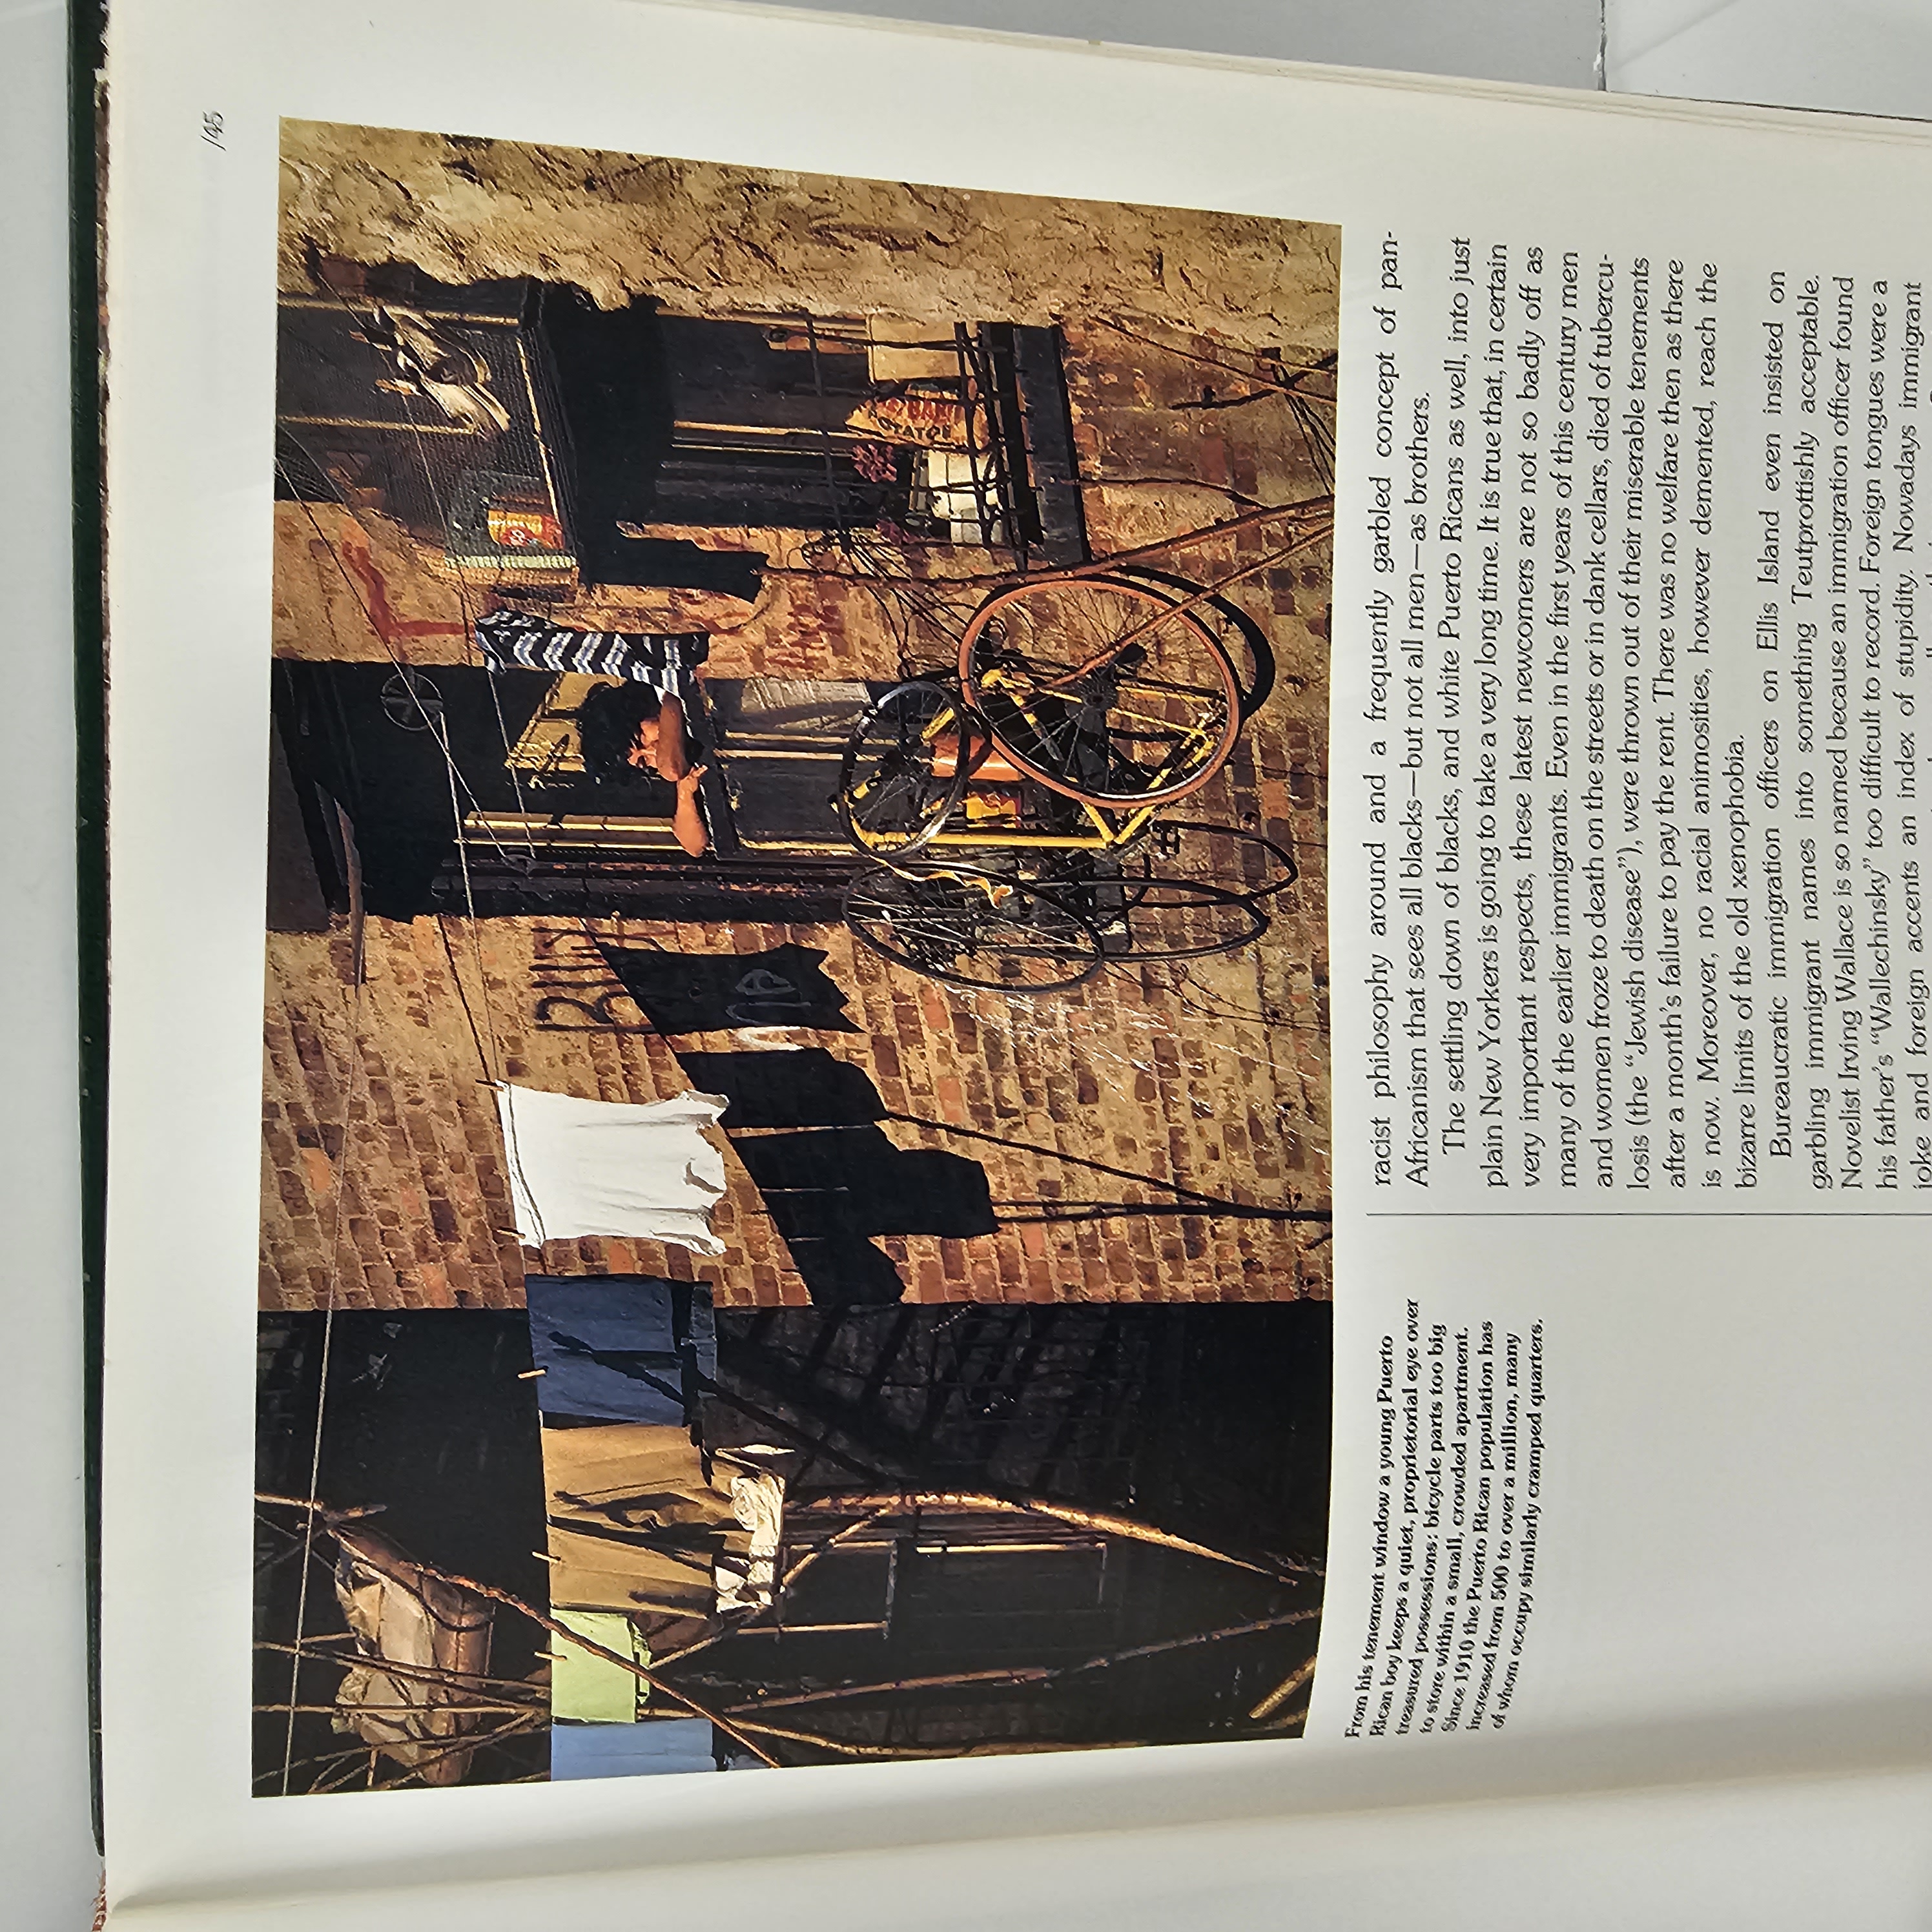 /45
From his tenement window a young Puerto
Rican boy keeps a quiet, proprietorial eye over
treasured possessions: bicycle parts too big
to store within a small, crowded apartment.
Since 1910 the Puerto Rican population has
increased from 500 to over a million, many
of whom occupy similarly cramped quarters.
racist philosophy around and a frequently garbled concept of pan-
Africanism that sees all blacks—but not all men—as brothers.
The settling down of blacks, and white Puerto Ricans as well, into just
plain New Yorkers is going to take a very long time. It is true that, in certain
very important respects, these latest newcomers are not so badly off as
many of the earlier immigrants. Even in the first years of this century men
and women froze to death on the streets or in dank cellars, died of tubercu-
losis (the “Jewish disease”), were thrown out of their miserable tenements
after a month’s failure to pay the rent. There was no welfare then as there
is now. Moreover, no racial animosities, however demented, reach the
bizarre limits of the old xenophobia.
Bureaucratic immigration officers on Ellis Island even insisted on
garbling immigrant names into something Teutprottishly acceptable.
Novelist Irving Wallace is so named because an immigration officer found
his father’s “Wallechinsky” too difficult to record. Foreign tongues were a
joke and foreign accents an index of stupidity. Nowadays immigrant